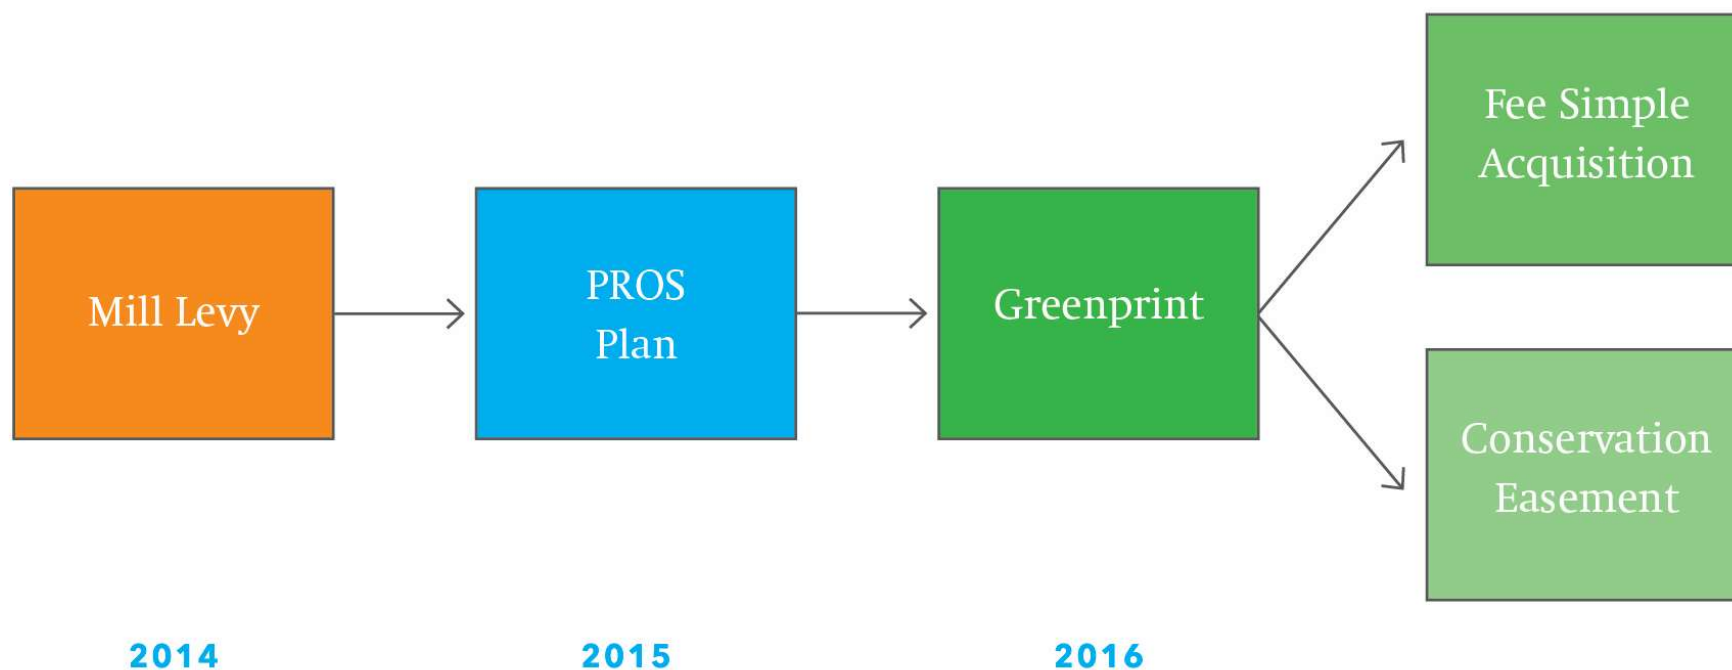 Mill Levy
PROS
Plan
Greenprint
Fee Simple
Acquisition
Conservation
Easement
2014
2015
2016